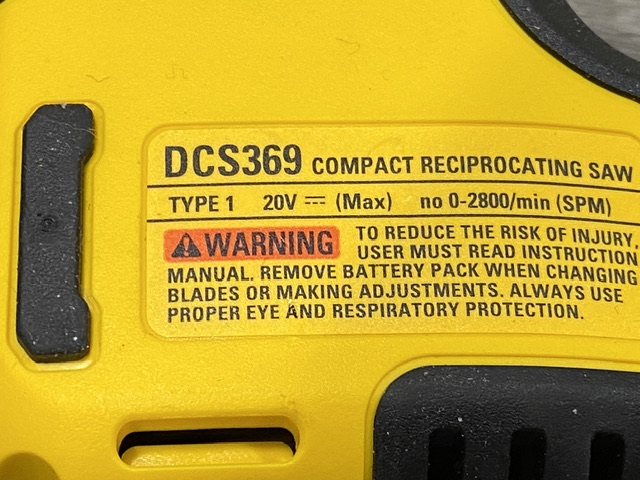 DCS369 COMPACT RECIPROCATING SAW
TYPE 1 20V ⎓ (Max) no 0-2800/min (SPM)
⚠ WARNING TO REDUCE THE RISK OF INJURY,
USER MUST READ INSTRUCTION
MANUAL. REMOVE BATTERY PACK WHEN CHANGING
BLADES OR MAKING ADJUSTMENTS. ALWAYS USE
PROPER EYE AND RESPIRATORY PROTECTION.